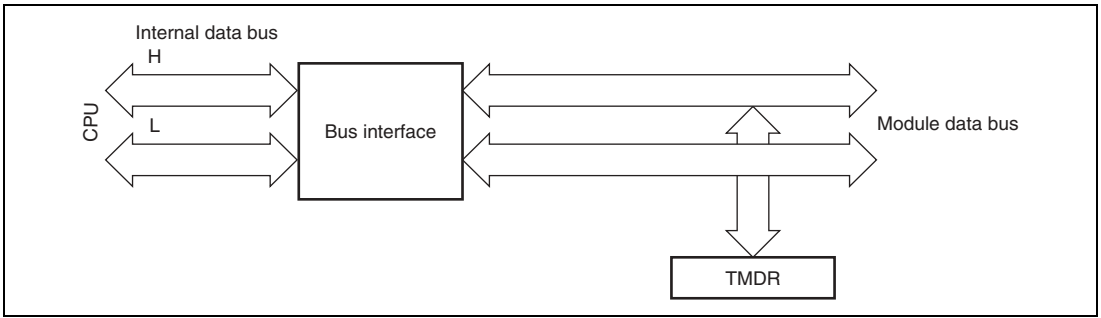 Internal data bus
H
CPU
L
Bus interface
Module data bus
TMDR